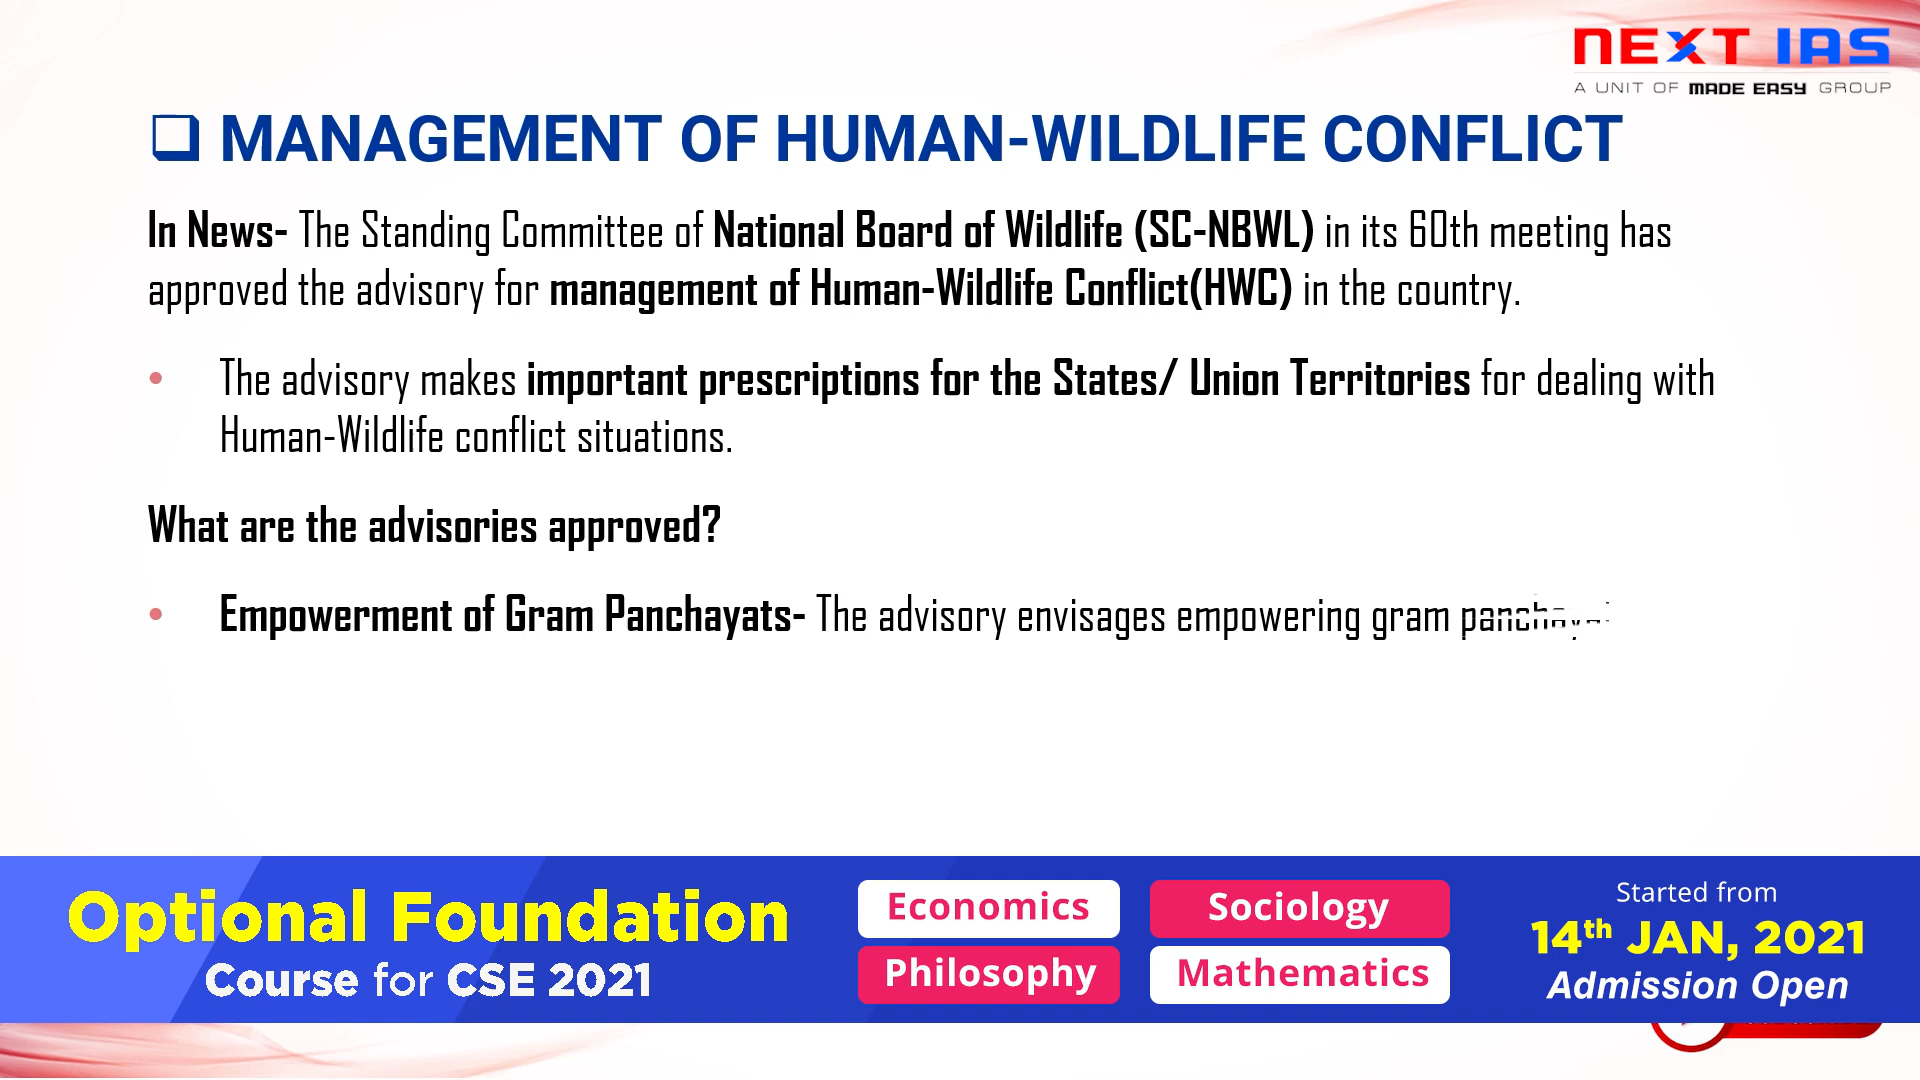 NEXT IAS
A UNIT OF MADE EASY GROUP
❑ MANAGEMENT OF HUMAN-WILDLIFE CONFLICT
In News- The Standing Committee of National Board of Wildlife (SC-NBWL) in its 60th meeting has
approved the advisory for management of Human-Wildlife Conflict(HWC) in the country.
• The advisory makes important prescriptions for the States/ Union Territories for dealing with
Human-Wildlife conflict situations.
What are the advisories approved?
• Empowerment of Gram Panchayats- The advisory envisages empowering gram
Optional Foundation
Course for CSE 2021
Economics
Sociology
Philosophy
Mathematics
Started from
14th JAN, 2021
Admission Open